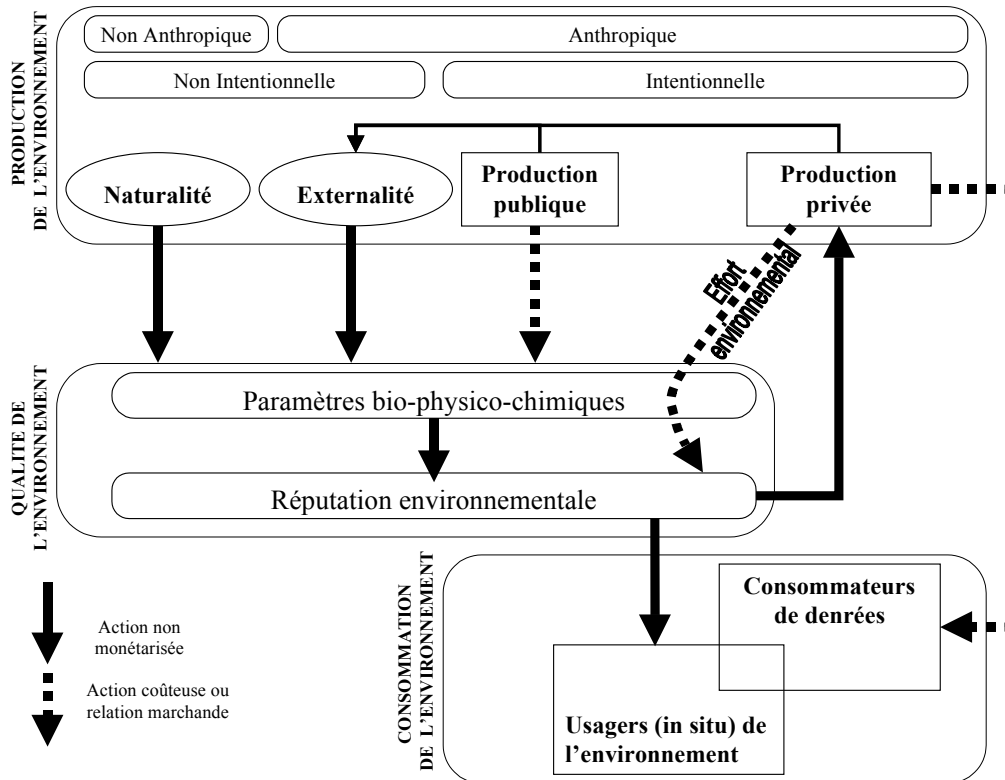 PRODUCTION
DE L'ENVIRONNEMENT
Non Anthropique
Anthropique
Non Intentionnelle
Intentionnelle
Naturalité
Externalité
Production
publique
Production
privée
Effort
environnemental
QUALITE DE
L'ENVIRONNEMENT
Paramètres bio-physico-chimiques
Réputation environnementale
Action non
monétarisée
Action coûteuse ou
relation marchande
CONSOMMATION
DE L'ENVIRONNEMENT
Consommateurs
de denrées
Usagers (in situ) de
l'environnement